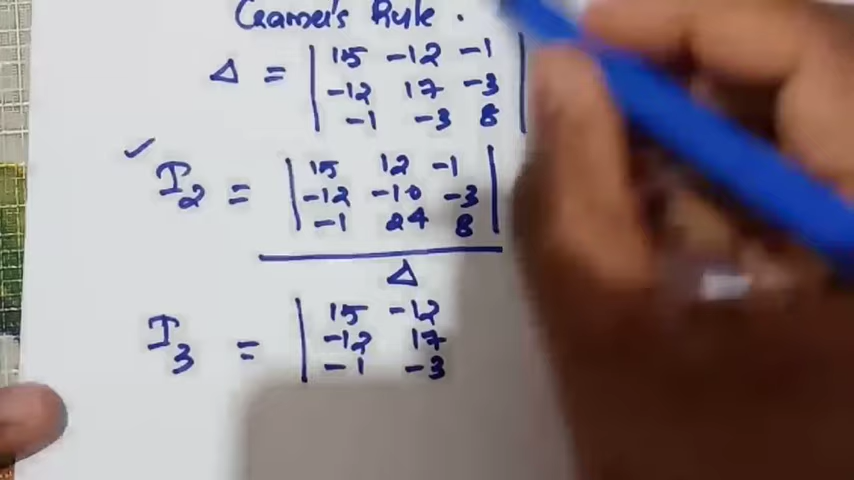 Cramer's Rule .
Δ = | 15 -12 -1 |
| -12 17 -3 |
| -1 -3 8 |
✓ I₂ = | 15 12 -1 |
| -12 -10 -3 |
| -1 24 8 |
Δ
I₃ = | 15 -12
| -12 17
| -1 -3